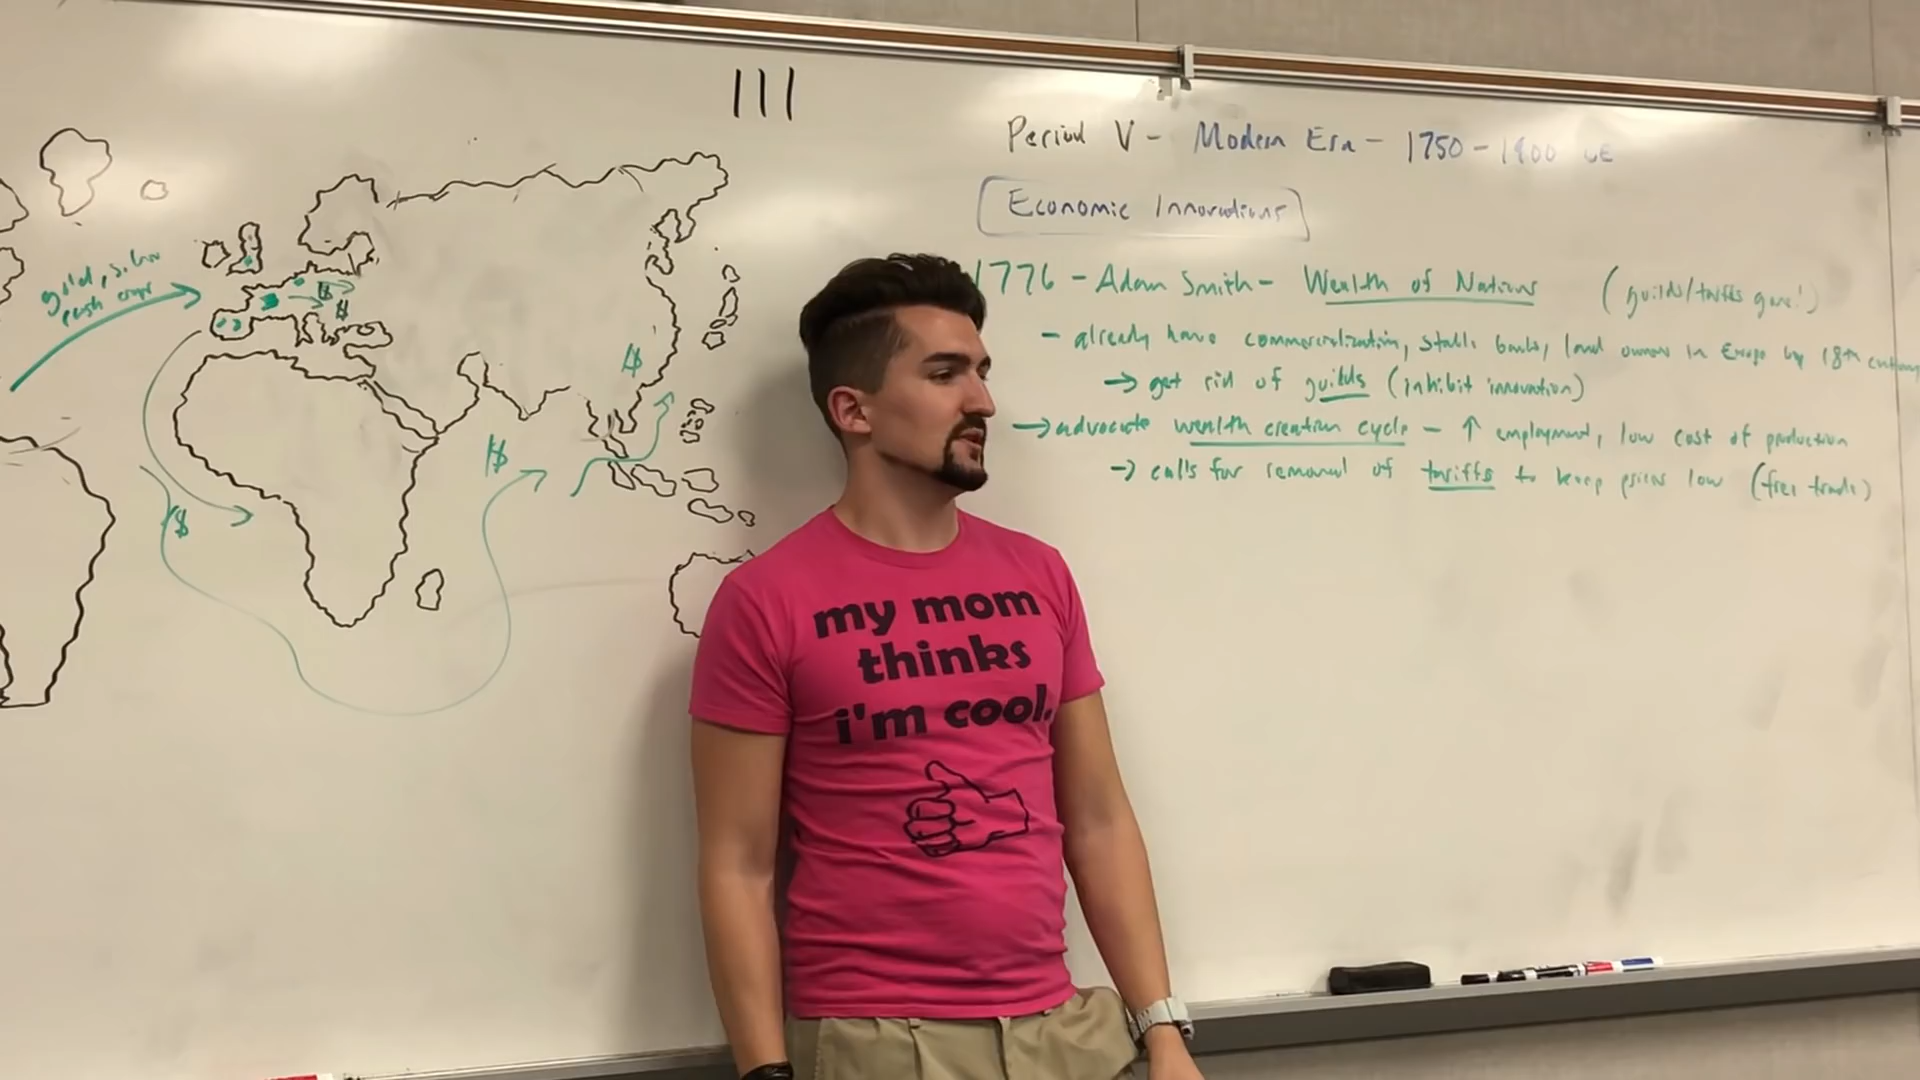 111
Period V - Modern Era - 1750 - 1900 CE
Economic Innovations
1776 - Adam Smith - Wealth of Nations (guilds/tariffs gone!)
- already have commercialization, stable banks, land owners in Europe by 18th century
→ get rid of guilds (inhibit innovation)
→ advocate wealth creation cycle - ↑ employment, low cost of production
→ calls for removal of tariffs to keep prices low (free trade)
gold, silver
cash crops
$
$
$
$
$
my mom
thinks
i'm cool.